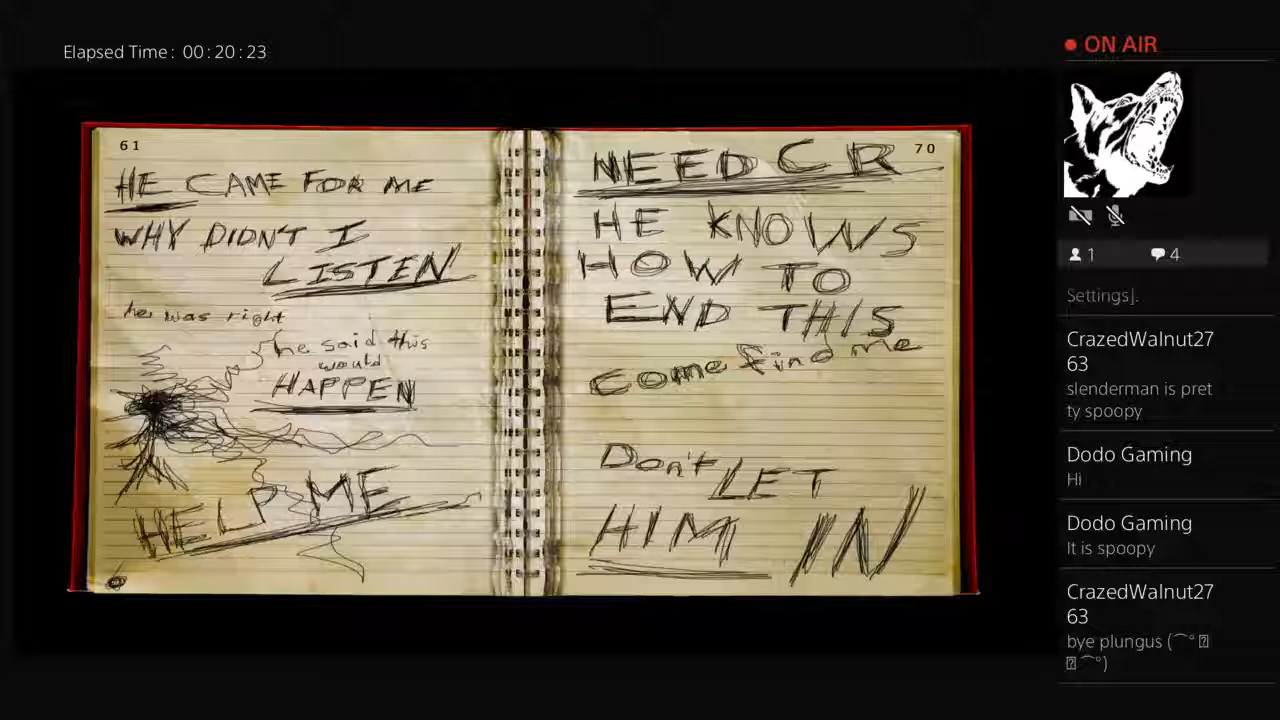 Elapsed Time: 00:20:23
61
HE CAME FOR ME
WHY DIDN'T I
LISTEN
he was right
he said this
would
HAPPEN
HELP ME
70
NEED CR
HE KNOWS
HOW TO
END THIS
come find me
Don't LET
HIM IN
ON AIR
1
4
Settings].
CrazedWalnut27
63
slenderman is pret
ty spoopy
Dodo Gaming
Hi
Dodo Gaming
It is spoopy
CrazedWalnut27
63
bye plungus (⌒°
⌒°)